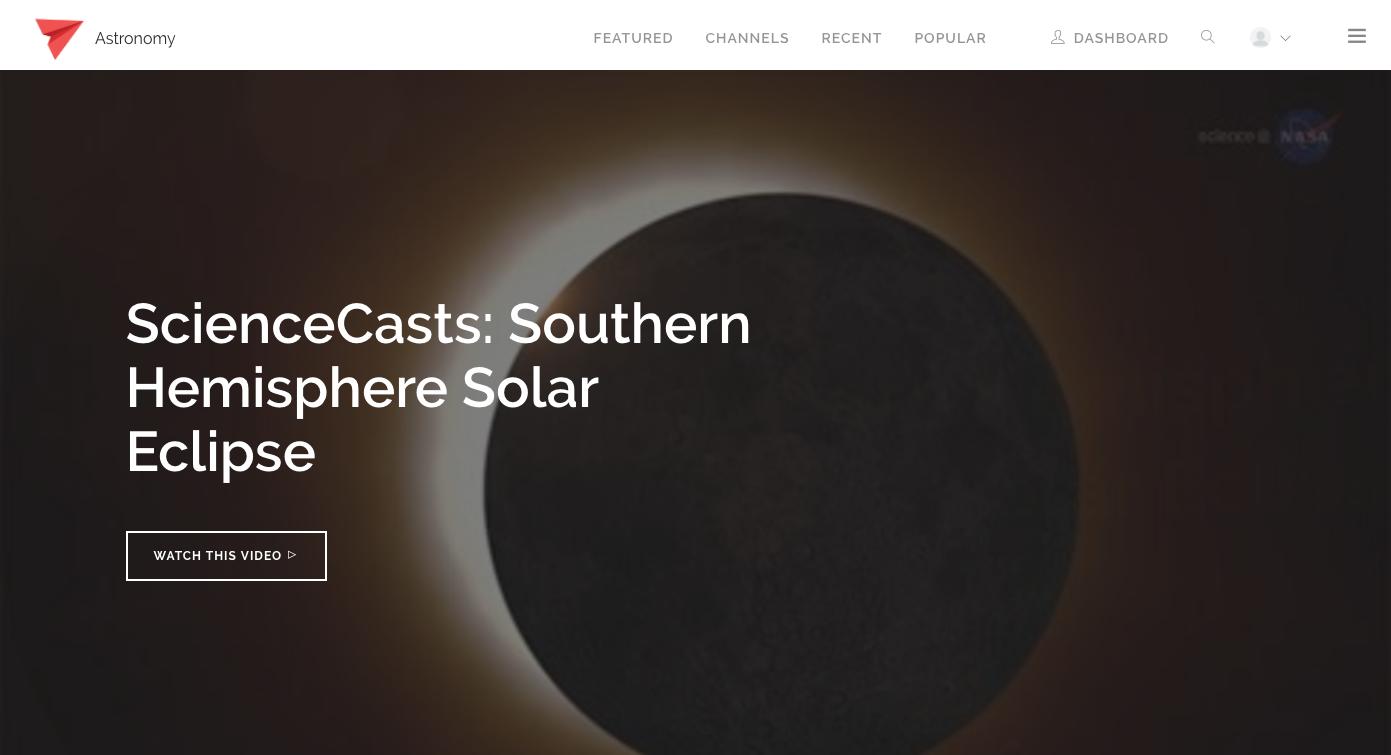 Astronomy
FEATURED CHANNELS RECENT POPULAR DASHBOARD
science @ NASA
ScienceCasts: Southern
Hemisphere Solar
Eclipse
WATCH THIS VIDEO